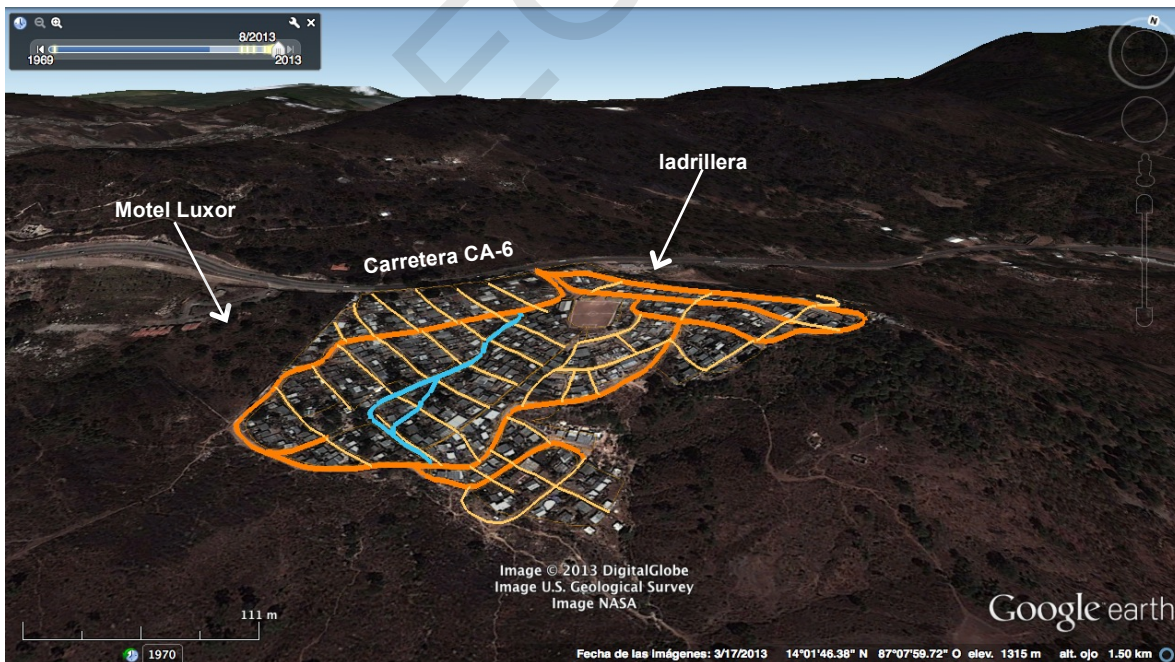 8/2013
1969
2013
N
ladrillera
Motel Luxor
Carretera CA-6
Image © 2013 DigitalGlobe
Image U.S. Geological Survey
Image NASA
Google earth
111 m
1970
Fecha de las imágenes: 3/17/2013 14°01'46.38" N 87°07'59.72" O elev. 1315 m alt. ojo 1.50 km